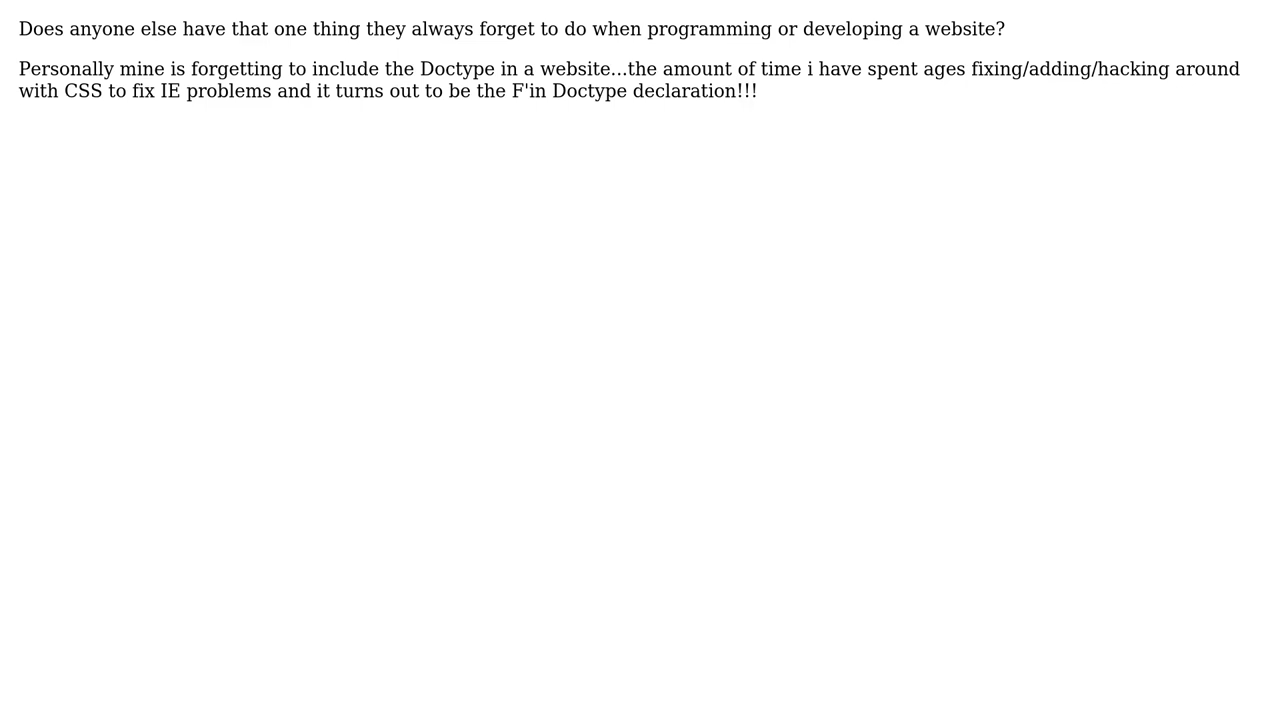 Does anyone else have that one thing they always forget to do when programming or developing a website?
Personally mine is forgetting to include the Doctype in a website...the amount of time i have spent ages fixing/adding/hacking around
with CSS to fix IE problems and it turns out to be the F'in Doctype declaration!!!